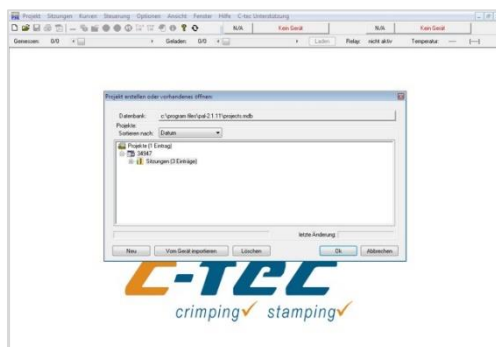 Projekt Sitzungen Kurven Steuerung Optionen Ansicht Fenster Hilfe C-tec Unterstützung
N/A Kein Gerät N/A Kein Gerät
Gemessen: 0/0 Geladen: 0/0 Laden Relay: nicht aktiv Temperatur: ---- [---]
Projekt erstellen oder vorhandenes öffnen:
Datenbank: c:\program files\pal-2.1.11\projects.mdb
Projekte:
Sortieren nach: Datum
Projekte (1 Eintrag)
34947
Sitzungen (3 Einträge)
letzte Änderung:
Neu Vom Gerät importieren Löschen Ok Abbrechen
c-tec
crimping stamping